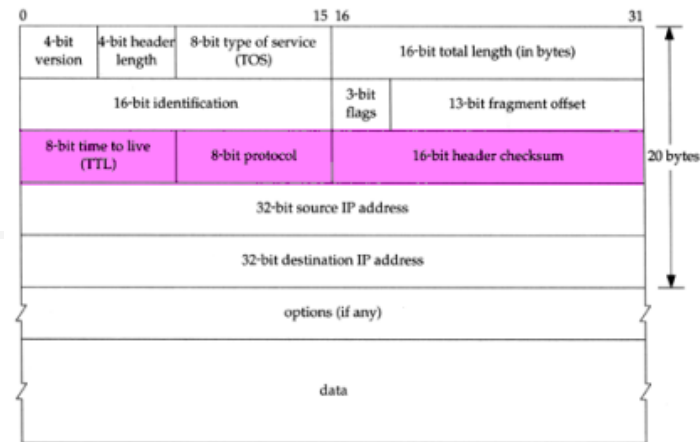 0 15 16 31
4-bit version
4-bit header length
8-bit type of service (TOS)
16-bit total length (in bytes)
16-bit identification
3-bit flags
13-bit fragment offset
8-bit time to live (TTL)
8-bit protocol
16-bit header checksum
20 bytes
32-bit source IP address
32-bit destination IP address
options (if any)
data